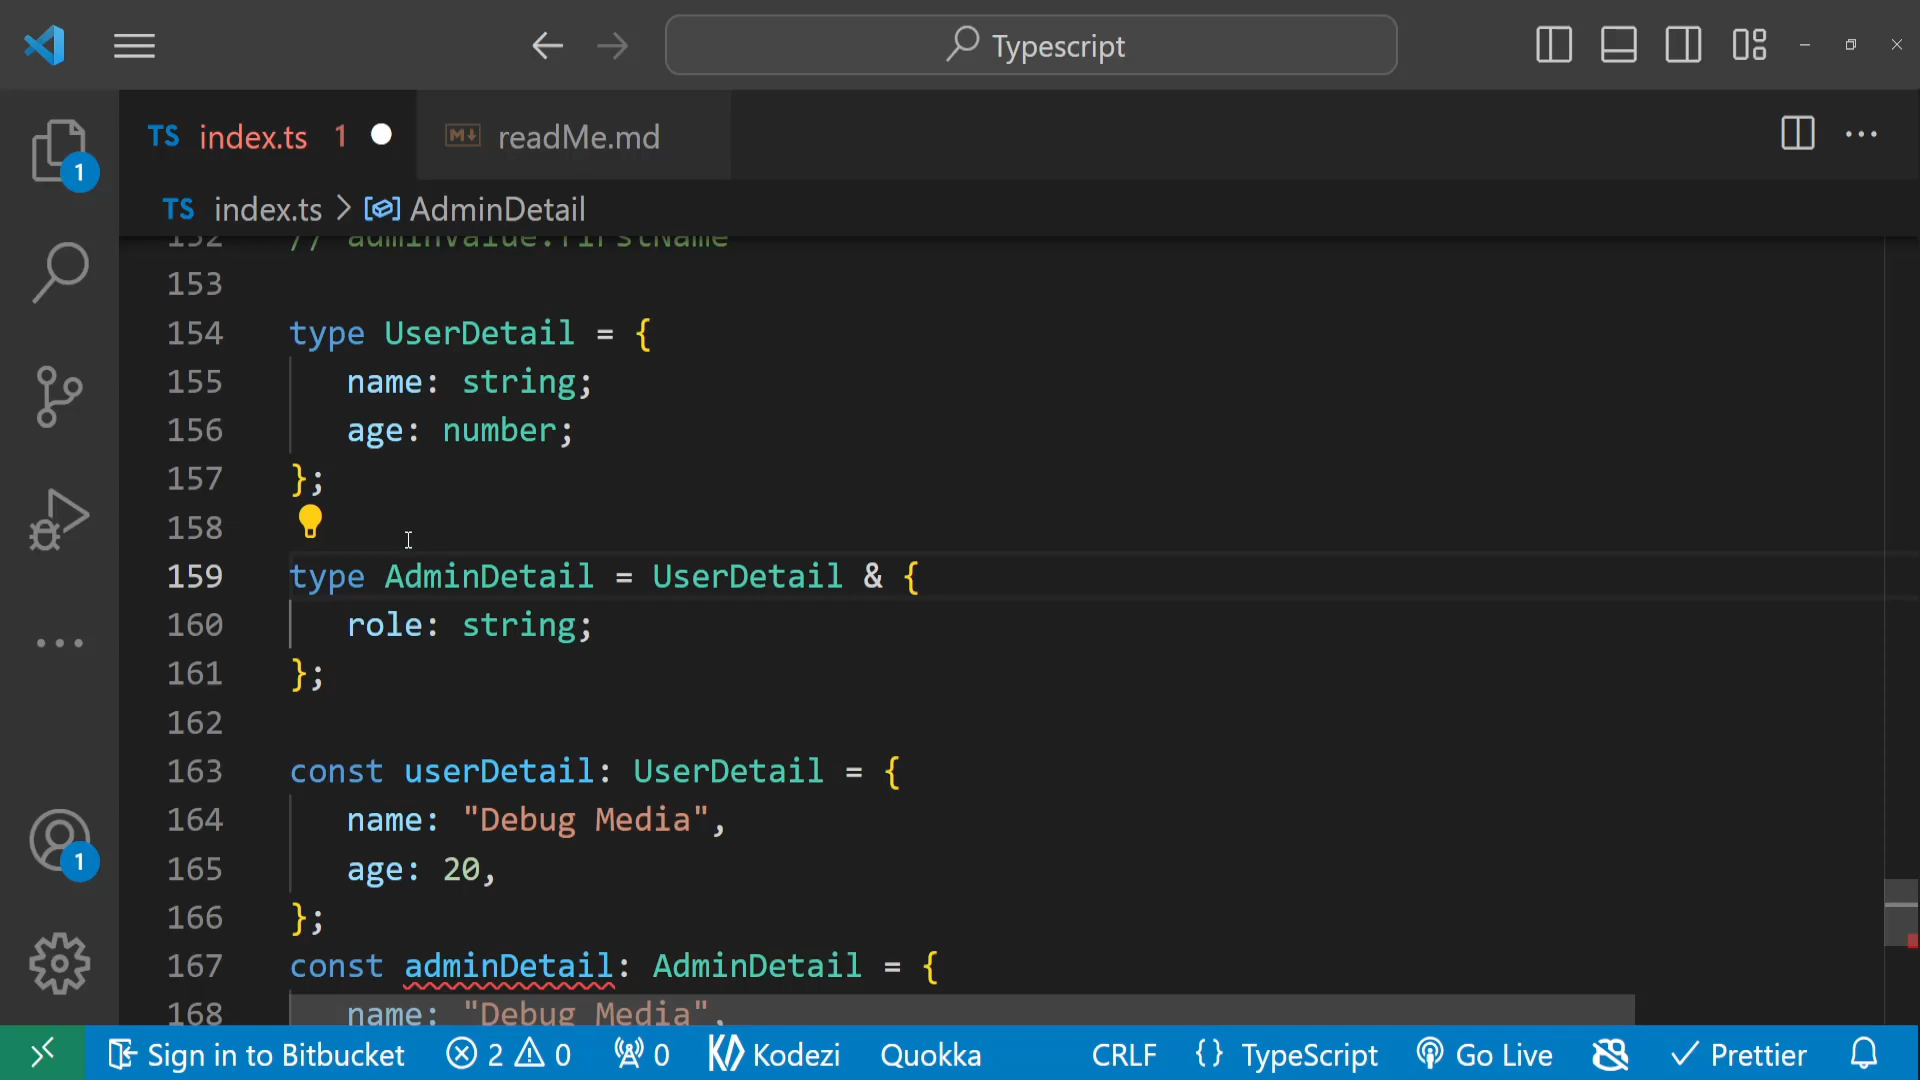 Typescript
TS index.ts 1
M↓ readMe.md
1
TS index.ts > AdminDetail
152 // adminValue.firstName
153
154 type UserDetail = {
155 name: string;
156 age: number;
157 };
158
159 type AdminDetail = UserDetail & {
160 role: string;
161 };
162
163 const userDetail: UserDetail = {
164 name: "Debug Media",
165 age: 20,
166 };
167 const adminDetail: AdminDetail = {
168 name: "Debug Media",
1
Sign in to Bitbucket 2 0 0 Kodezi Quokka CRLF {} TypeScript Go Live Prettier